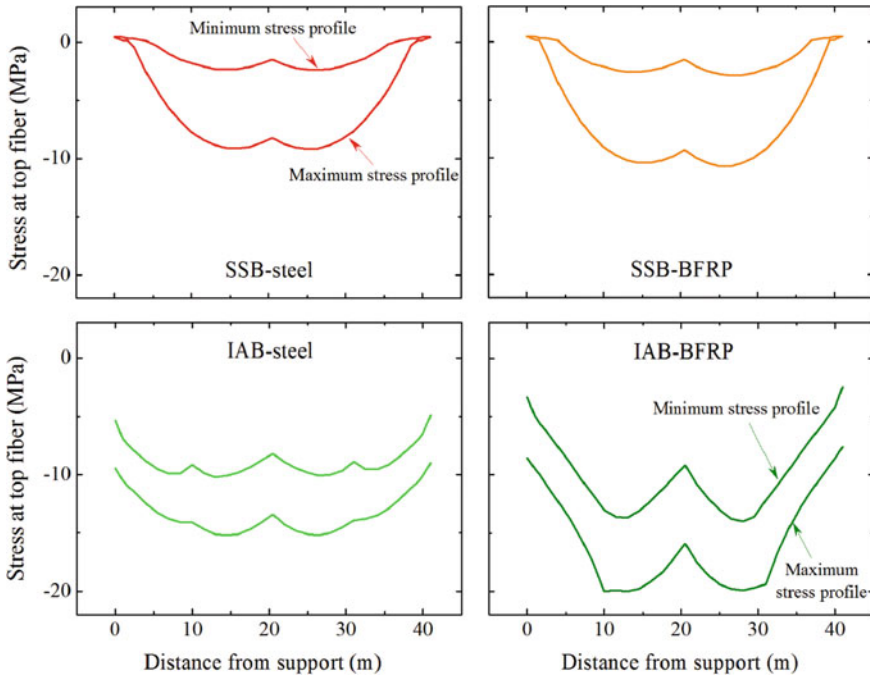 Stress at top fiber (MPa)
0
-10
-20
Minimum stress profile
Maximum stress profile
SSB-steel
SSB-BFRP
Stress at top fiber (MPa)
0
-10
-20
IAB-steel
IAB-BFRP
Minimum stress profile
Maximum
stress profile
0 10 20 30 40
0 10 20 30 40
Distance from support (m)
Distance from support (m)